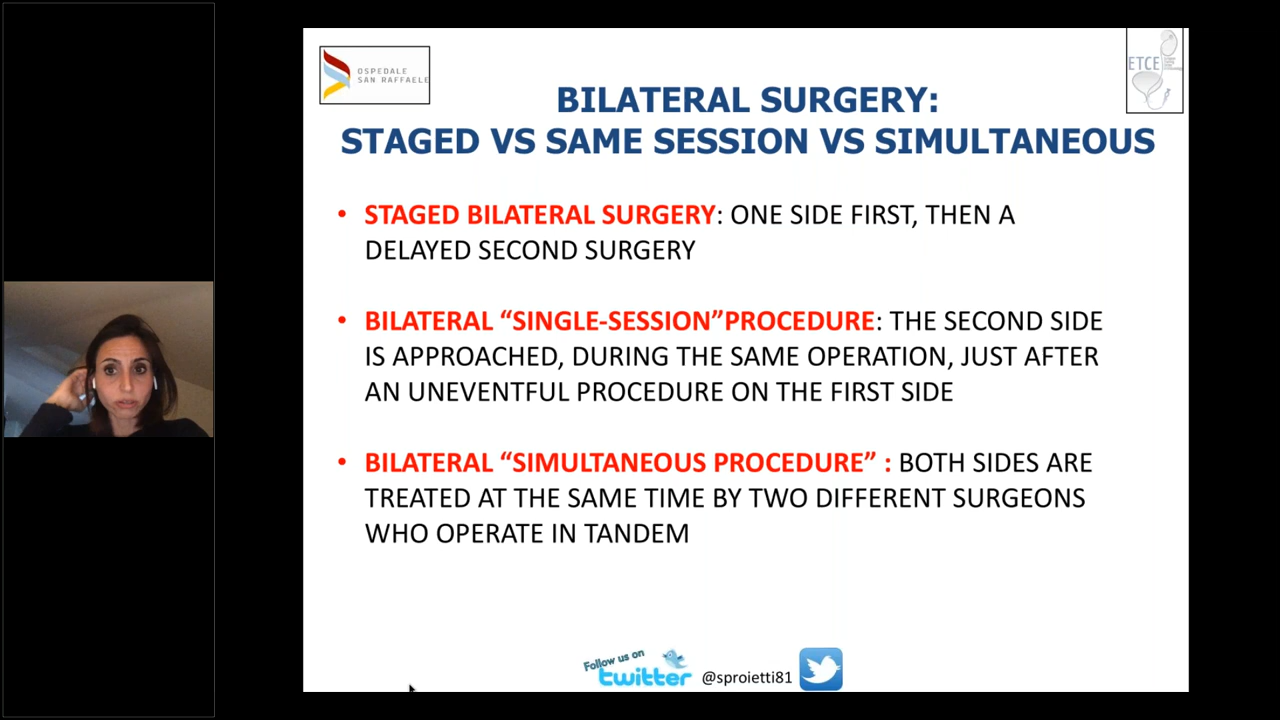 OSPEDALE
SAN RAFFAELE
ETCE
BILATERAL SURGERY:
STAGED VS SAME SESSION VS SIMULTANEOUS
• STAGED BILATERAL SURGERY: ONE SIDE FIRST, THEN A
DELAYED SECOND SURGERY
• BILATERAL “SINGLE-SESSION”PROCEDURE: THE SECOND SIDE
IS APPROACHED, DURING THE SAME OPERATION, JUST AFTER
AN UNEVENTFUL PROCEDURE ON THE FIRST SIDE
• BILATERAL “SIMULTANEOUS PROCEDURE” : BOTH SIDES ARE
TREATED AT THE SAME TIME BY TWO DIFFERENT SURGEONS
WHO OPERATE IN TANDEM
Follow us on
twitter
@sproietti81